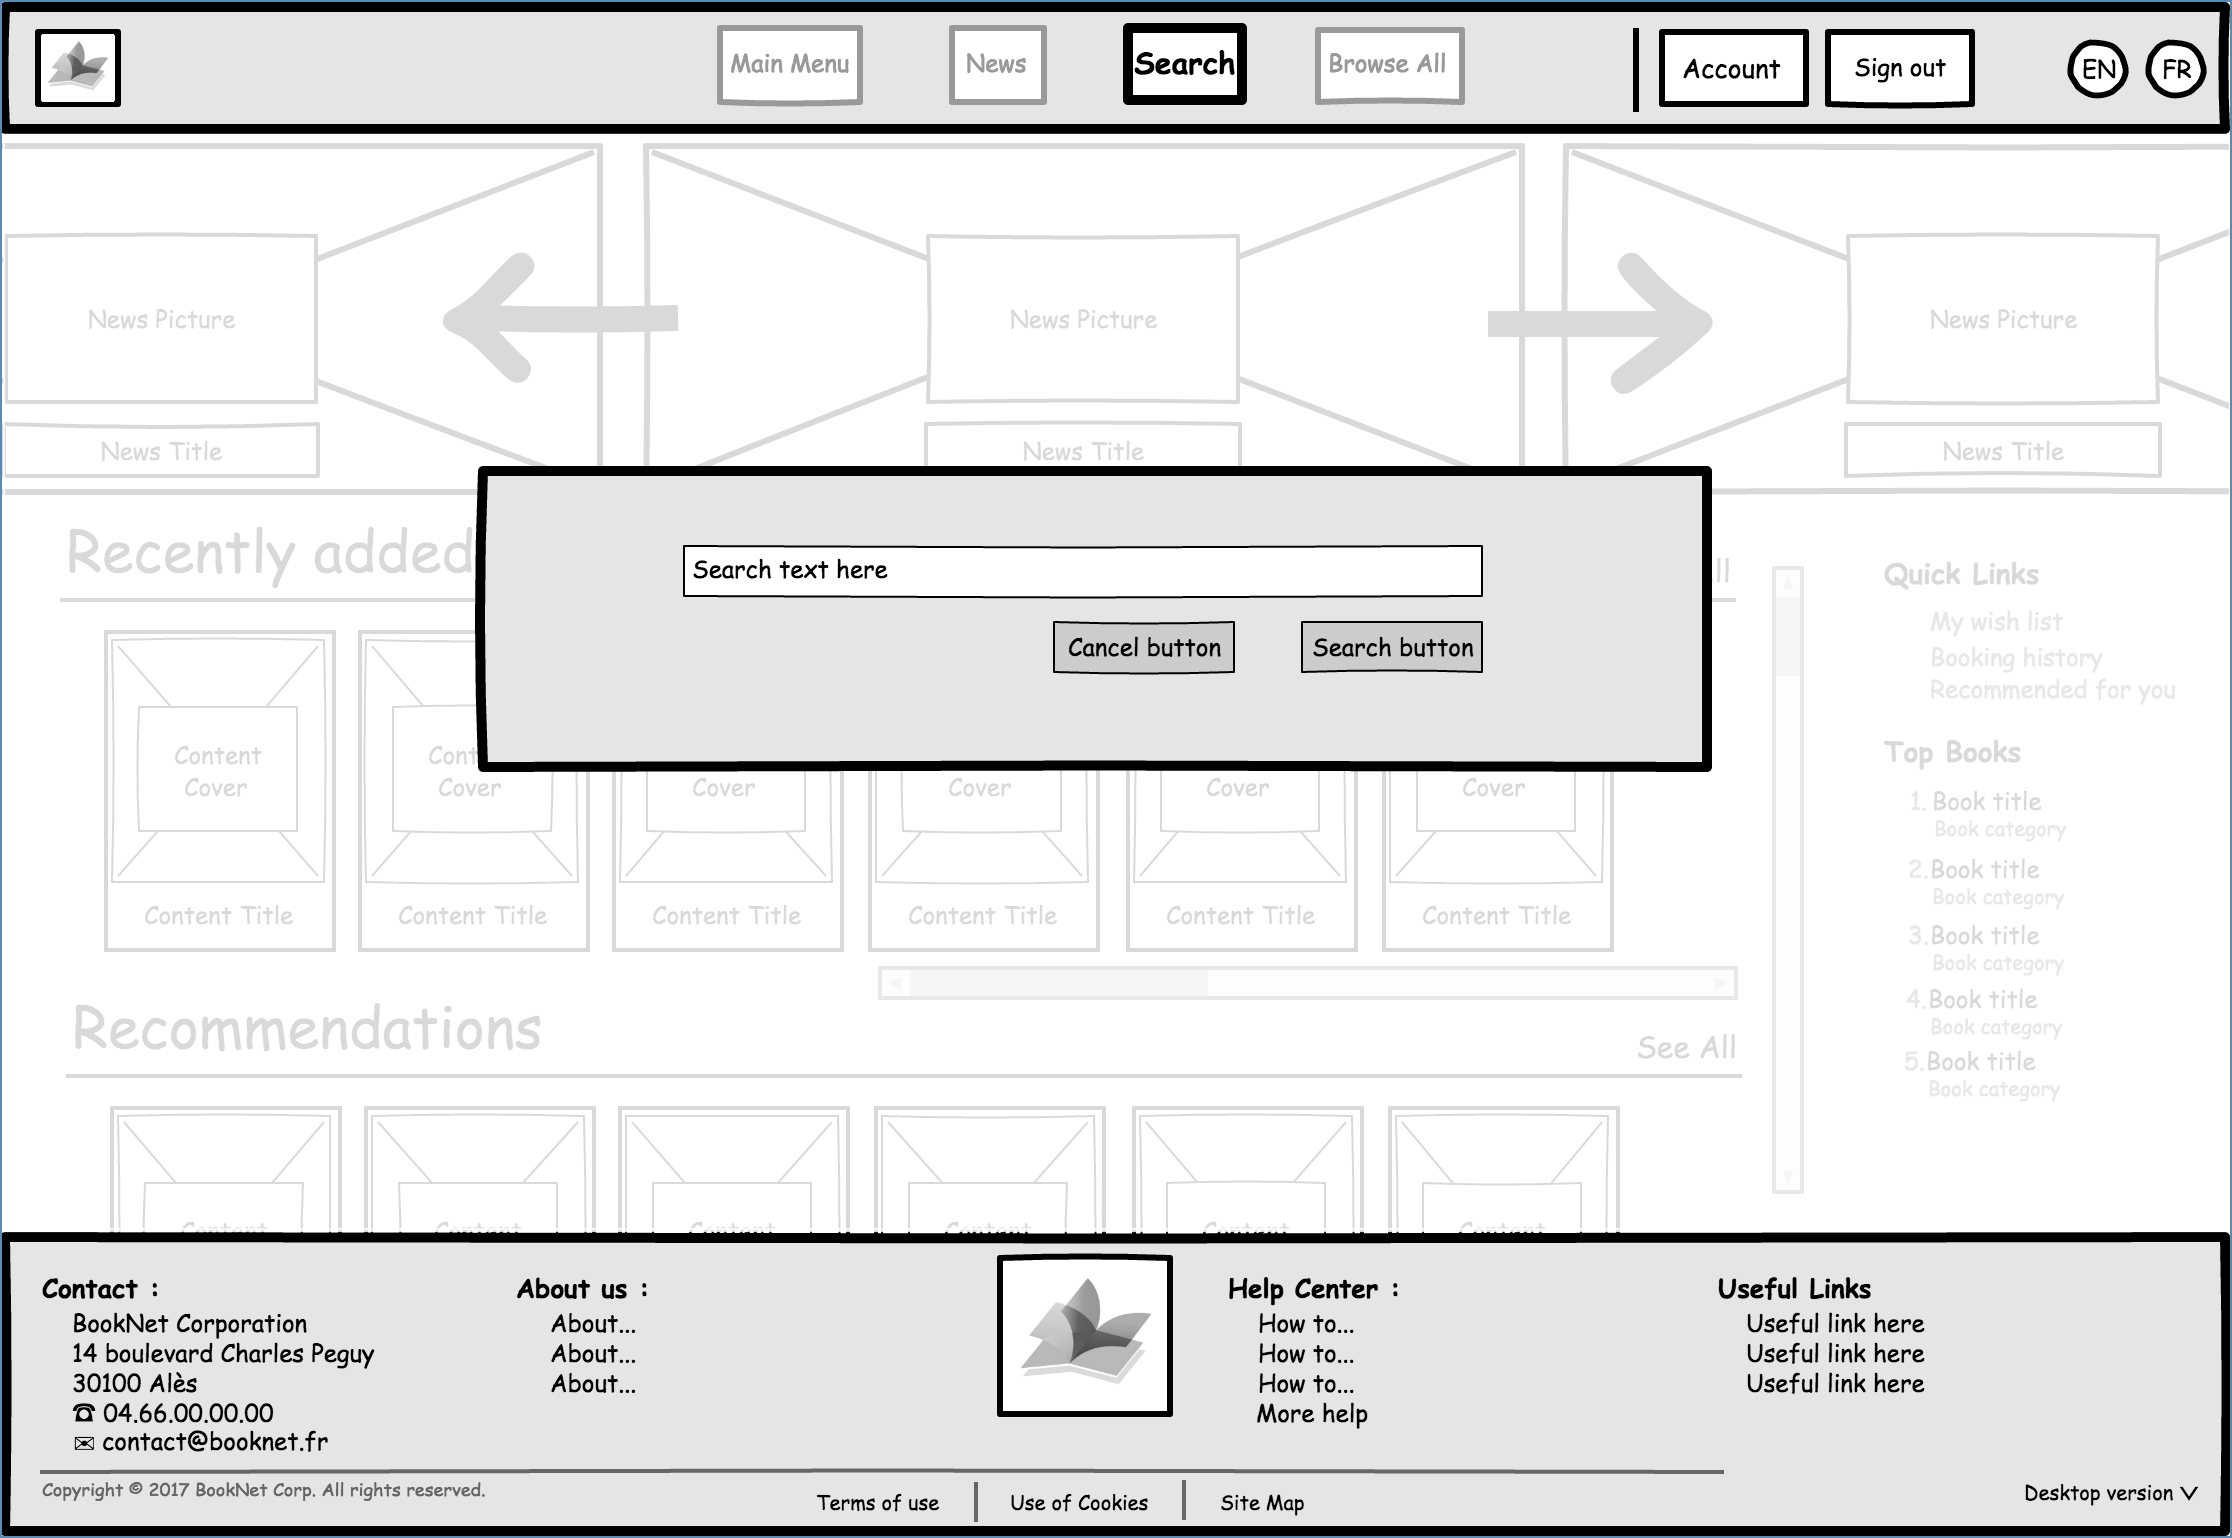 Main Menu
News
Search
Browse All
Account
Sign out
EN
FR
News Picture
News Picture
News Picture
News Title
News Title
News Title
Search text here
Cancel button
Search button
Recently added
ll
Content
Cover
Cont
Cover
Cover
Cover
Cover
Cover
Content Title
Content Title
Content Title
Content Title
Content Title
Content Title
Recommendations
See All
Content
Content
Content
Content
Content
Content
Quick Links
My wish list
Booking history
Recommended for you
Top Books
1. Book title
Book category
2. Book title
Book category
3. Book title
Book category
4. Book title
Book category
5. Book title
Book category
Contact :
BookNet Corporation
14 boulevard Charles Peguy
30100 Alès
☎ 04.66.00.00.00
✉ contact@booknet.fr
About us :
About...
About...
About...
Help Center :
How to...
How to...
How to...
More help
Useful Links
Useful link here
Useful link here
Useful link here
Copyright © 2017 BookNet Corp. All rights reserved.
Terms of use
Use of Cookies
Site Map
Desktop version V